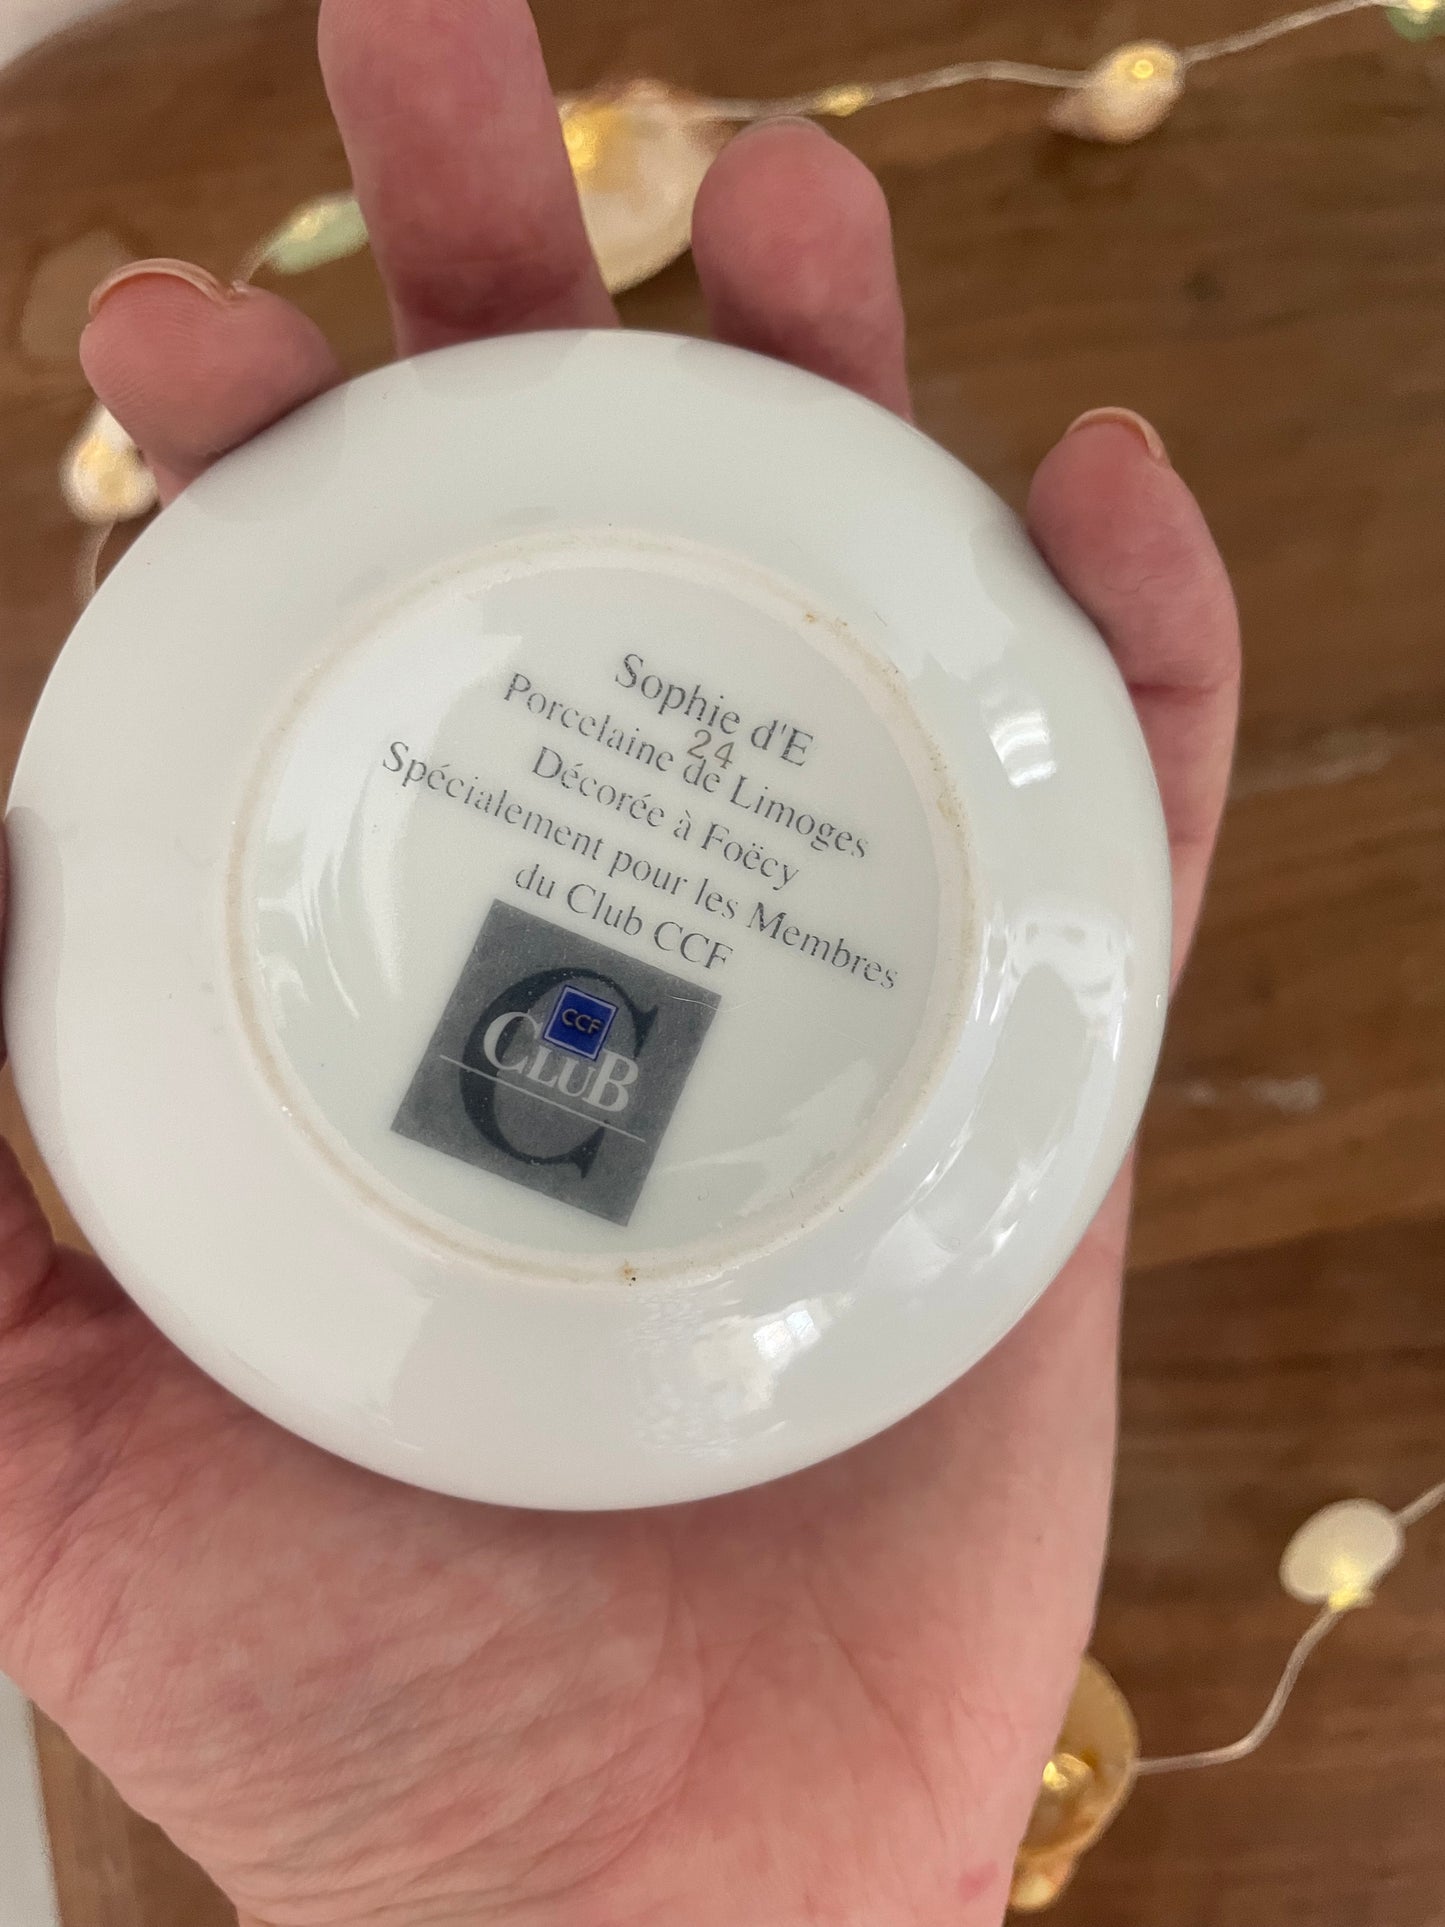 Sophie d'E
24
Porcelaine de Limoges
Décorée à Foëcy
Spécialement pour les Membres
du Club CCF
C
CCF
CLUB